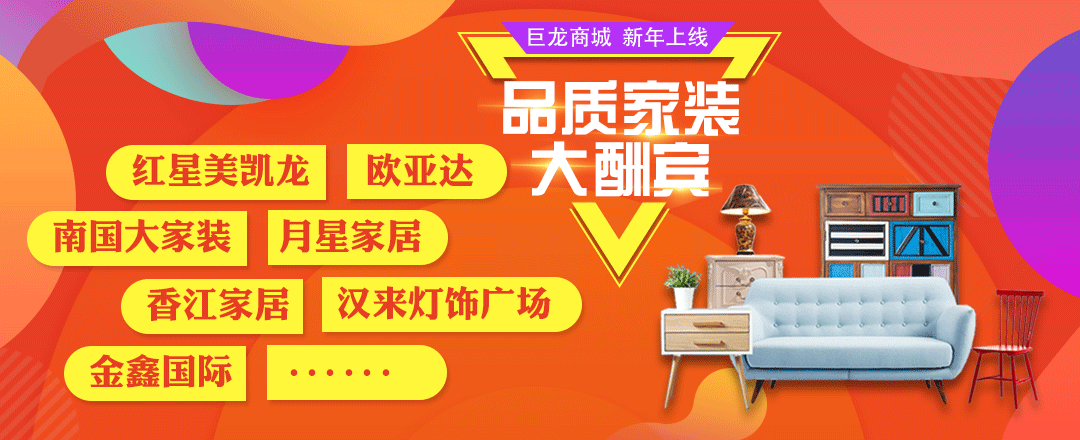 巨龙商城 新年上线
品质家装
大酬宾
红星美凯龙 欧亚达
南国大家装 月星家居
香江家居 汉来灯饰广场
金鑫国际 ······